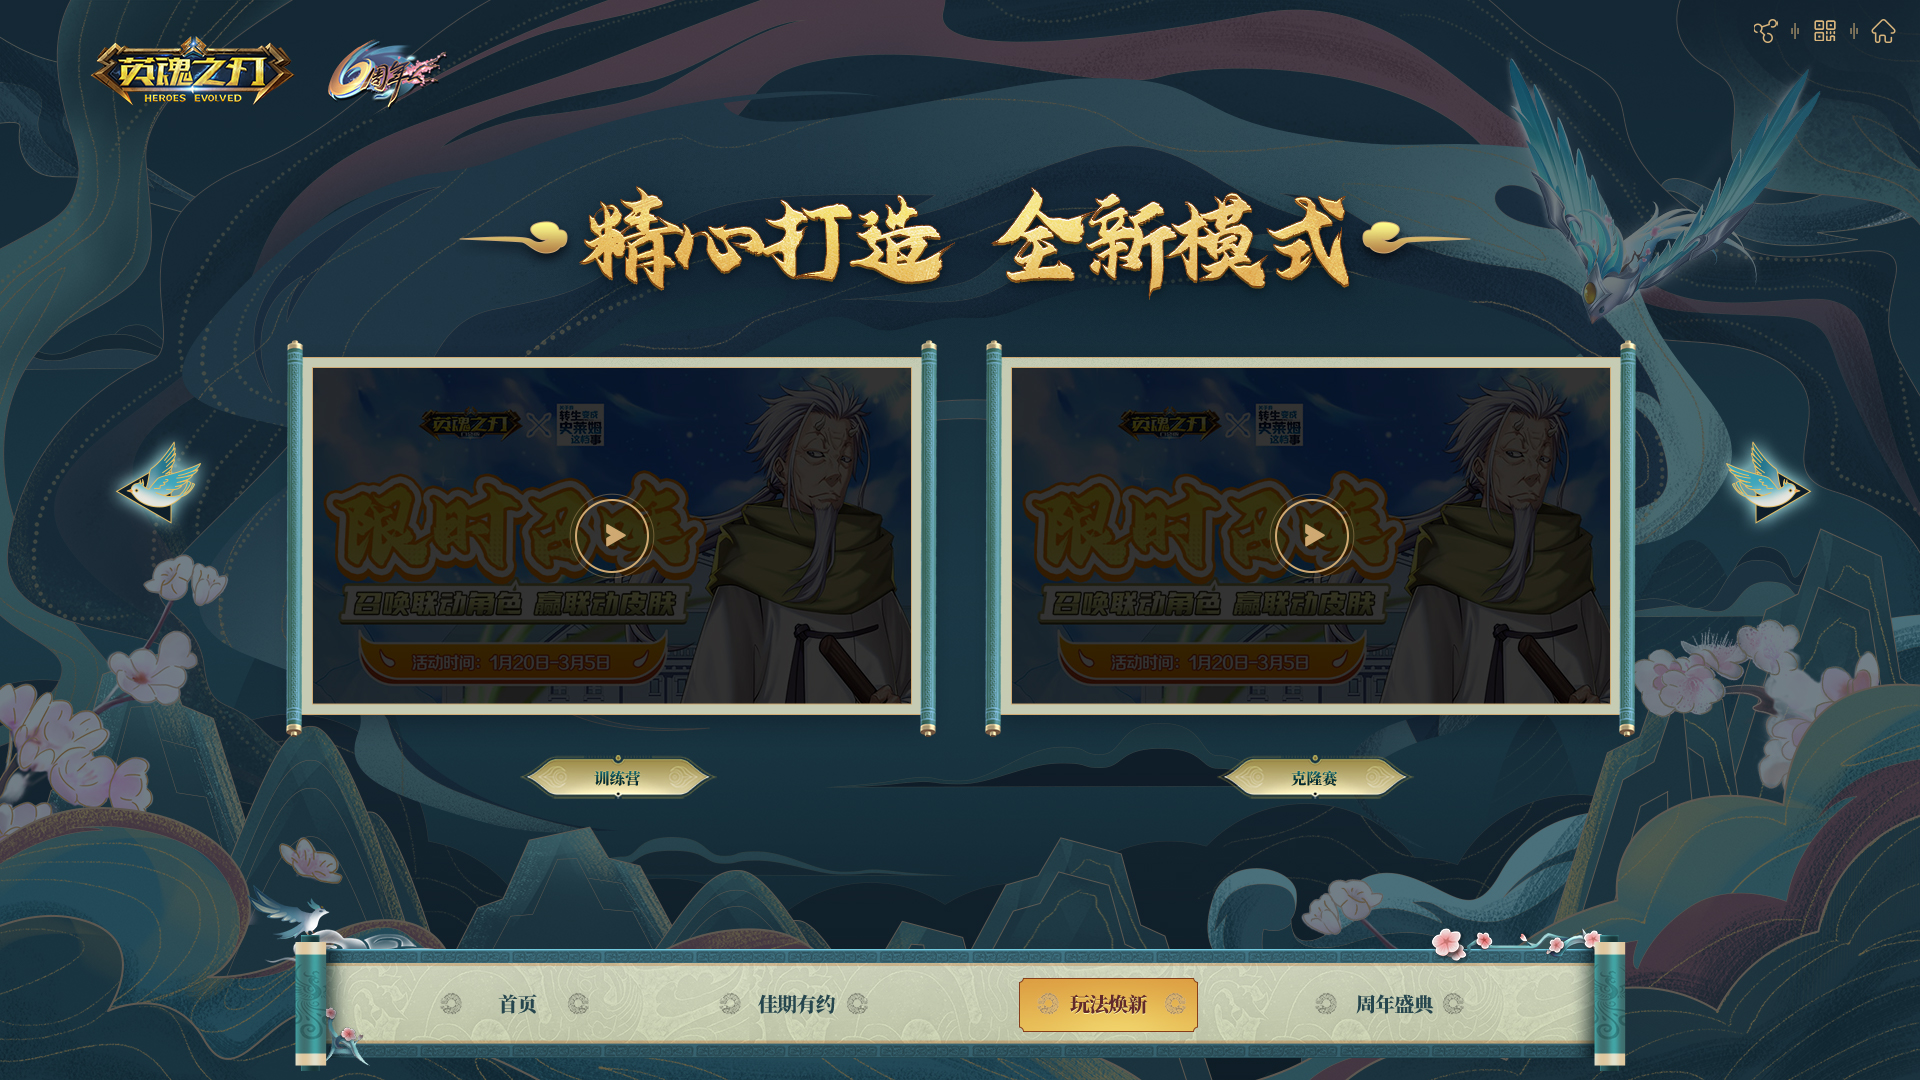 英魂之刃
HEROES EVOLVED
6周年
精心打造 全新模式
英魂之刃
转生变成
史莱姆
这档事
限时召唤
召唤联动角色 赢联动皮肤
活动时间：1月20日-3月5日
英魂之刃
转生变成
史莱姆
这档事
限时召唤
召唤联动角色 赢联动皮肤
活动时间：1月20日-3月5日
训练营
克隆赛
首页
佳期有约
玩法焕新
周年盛典